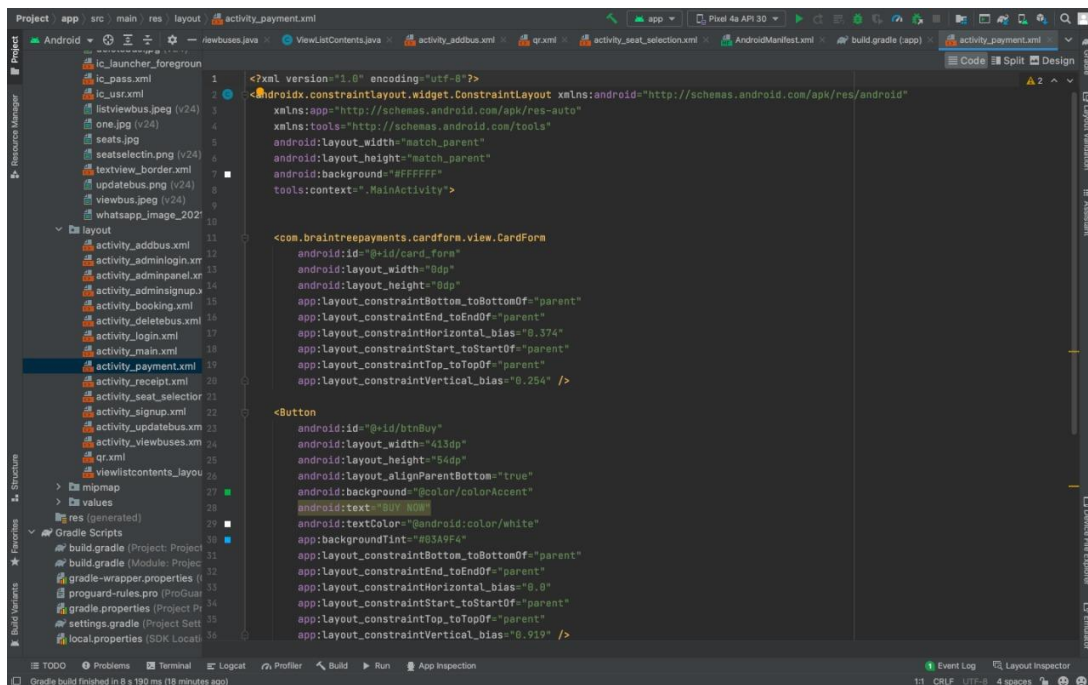 Project app src main res layout activity_payment.xml
app
Pixel 4a API 30
Project
Android
viewbuses.java
ViewListContents.java
activity_addbus.xml
qr.xml
activity_seat_selection.xml
AndroidManifest.xml
build.gradle (:app)
activity_payment.xml
Code
Split
Design
Resource Manager
Structure
Favorites
Build Variants
ic_launcher_foregroun
ic_pass.xml
ic_usr.xml
listviewbus.jpeg (v24)
one.jpg (v24)
seats.jpg
seatselectin.png (v24)
textview_border.xml
updatebus.png (v24)
viewbus.jpeg (v24)
whatsapp_image_202
layout
activity_addbus.xml
activity_adminlogin.xm
activity_adminpanel.xm
activity_adminsignup.x
activity_booking.xml
activity_deletebus.xml
activity_login.xml
activity_main.xml
activity_payment.xml
activity_receipt.xml
activity_seat_selection
activity_signup.xml
activity_updatebus.xm
activity_viewbuses.xm
qr.xml
viewlistcontents_layou
mipmap
values
res (generated)
Gradle Scripts
build.gradle (Project: Project
build.gradle (Module: Projec
gradle-wrapper.properties (
proguard-rules.pro (ProGuar
gradle.properties (Project Pr
settings.gradle (Project Sett
local.properties (SDK Locati
2
1 <?xml version="1.0" encoding="utf-8"?>
2 <androidx.constraintlayout.widget.ConstraintLayout xmlns:android="http://schemas.android.com/apk/res/android"
3 xmlns:app="http://schemas.android.com/apk/res-auto"
4 xmlns:tools="http://schemas.android.com/tools"
5 android:layout_width="match_parent"
6 android:layout_height="match_parent"
7 android:background="#FFFFFF"
8 tools:context=".MainActivity">
9
10
11 <com.braintreepayments.cardform.view.CardForm
12 android:id="@+id/card_form"
13 android:layout_width="0dp"
14 android:layout_height="0dp"
15 app:layout_constraintBottom_toBottomOf="parent"
16 app:layout_constraintEnd_toEndOf="parent"
17 app:layout_constraintHorizontal_bias="0.374"
18 app:layout_constraintStart_toStartOf="parent"
19 app:layout_constraintTop_toTopOf="parent"
20 app:layout_constraintVertical_bias="0.254" />
21
22 <Button
23 android:id="@+id/btnBuy"
24 android:layout_width="413dp"
25 android:layout_height="54dp"
26 android:layout_alignParentBottom="true"
27 android:background="@color/colorAccent"
28 android:text="BUY NOW"
29 android:textColor="@android:color/white"
30 app:backgroundTint="#03A9F4"
31 app:layout_constraintBottom_toBottomOf="parent"
32 app:layout_constraintEnd_toEndOf="parent"
33 app:layout_constraintHorizontal_bias="0.0"
34 app:layout_constraintStart_toStartOf="parent"
35 app:layout_constraintTop_toTopOf="parent"
36 app:layout_constraintVertical_bias="0.919" />
TODO Problems Terminal Logcat Profiler Build Run App Inspection
1 Event Log Layout Inspector
Gradle build finished in 8 s 190 ms (18 minutes ago)
1:1 CRLF UTF-8 4 spaces